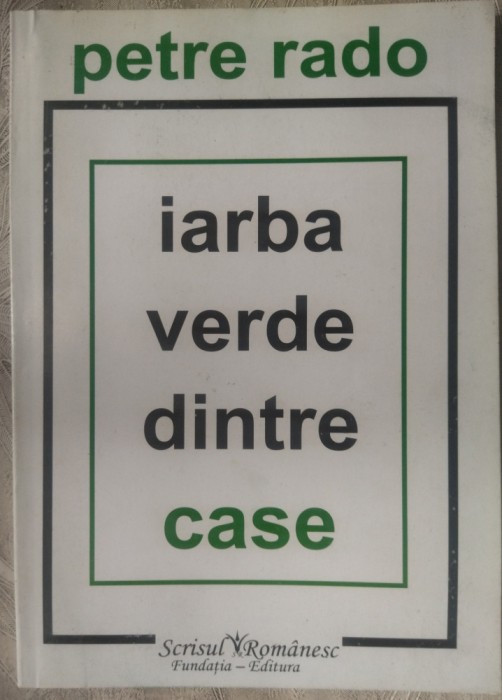 petre rado
iarba
verde
dintre
case
Scrisul Românesc
Fundația – Editura